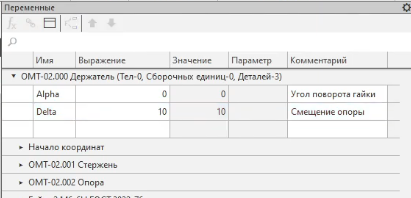 Переменные
Имя Выражение Значение Параметр Комментарий
ОМТ-02.000 Держатель (Тел-0, Сборочных единиц-0, Деталей-3)
Alpha 0 0 Угол поворота гайки
Delta 10 10 Смещение опоры
Начало координат
ОМТ-02.001 Стержень
ОМТ-02.002 Опора